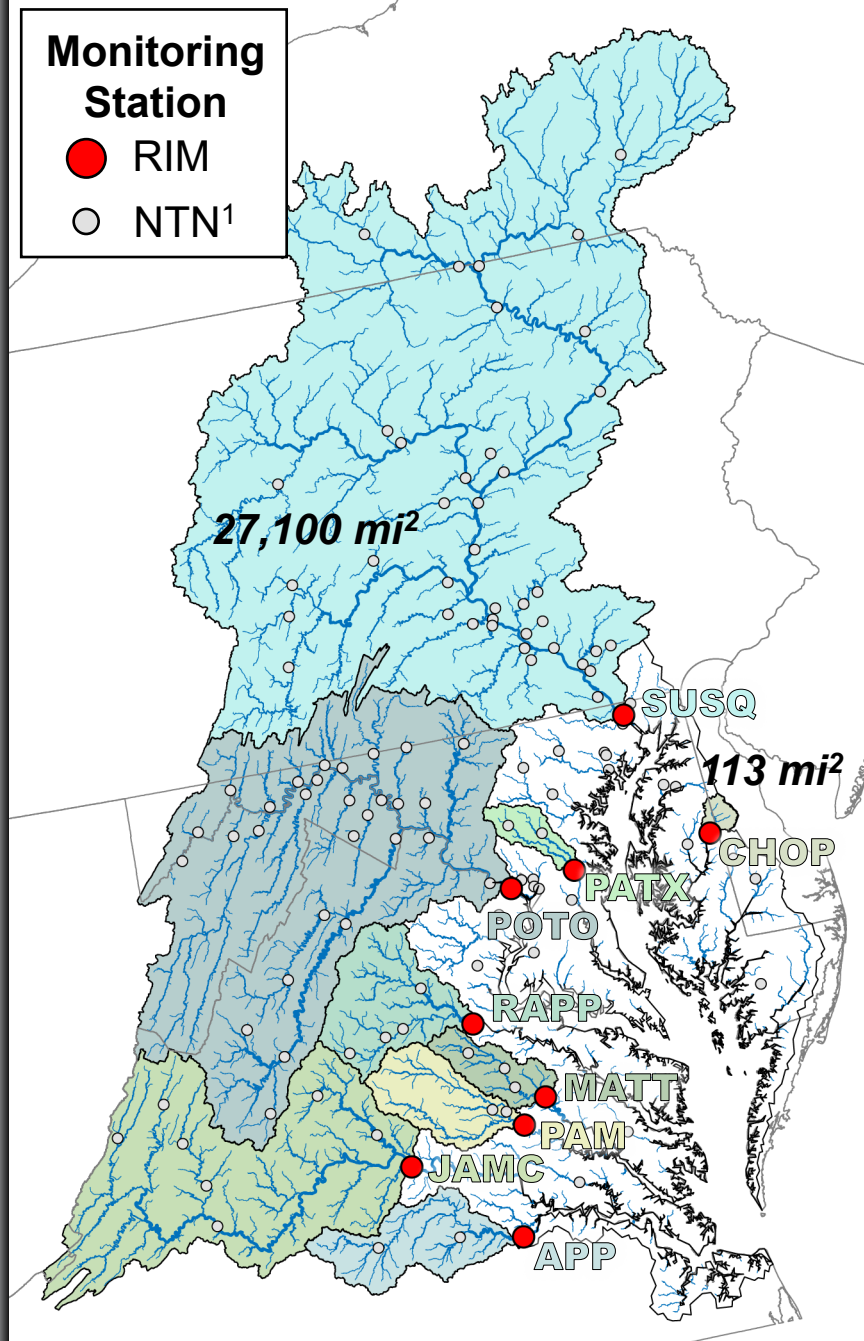 Monitoring
Station
RIM
NTN¹
27,100 mi²
SUSQ
113 mi²
CHOP
PATX
POTO
RAPP
MATT
PAM
JAMC
APP